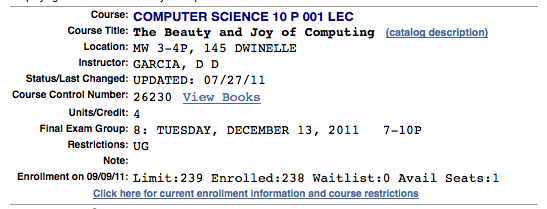 Course: COMPUTER SCIENCE 10 P 001 LEC
Course Title: The Beauty and Joy of Computing (catalog description)
Location: MW 3-4P, 145 DWINELLE
Instructor: GARCIA, D D
Status/Last Changed: UPDATED: 07/27/11
Course Control Number: 26230 View Books
Units/Credit: 4
Final Exam Group: 8: TUESDAY, DECEMBER 13, 2011 7-10P
Restrictions: UG
Note:
Enrollment on 09/09/11: Limit:239 Enrolled:238 Waitlist:0 Avail Seats:1
Click here for current enrollment information and course restrictions